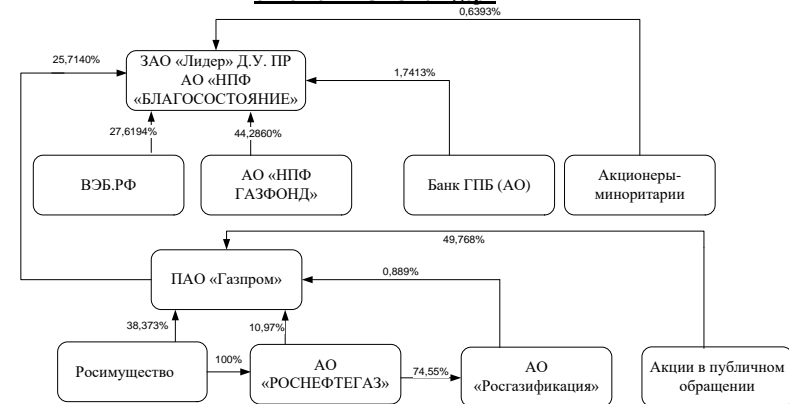 0,6393%
25,7140%
ЗАО «Лидер» Д.У. ПР
АО «НПФ
«БЛАГОСОСТОЯНИЕ»
1,7413%
27,6194%
44,2860%
ВЭБ.РФ
АО «НПФ
ГАЗФОНД»
Банк ГПБ (АО)
Акционеры-
миноритарии
49,768%
ПАО «Газпром»
0,889%
38,373%
10,97%
Росимущество
100%
АО
«РОСНЕФТЕГАЗ»
74,55%
АО
«Росгазификация»
Акции в публичном
обращении